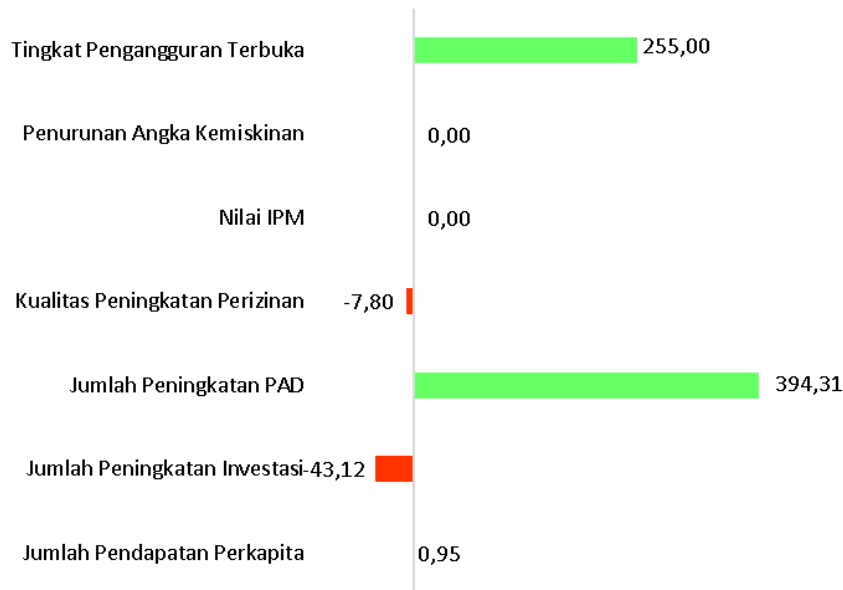 Tingkat Pengangguran Terbuka 255,00
Penurunan Angka Kemiskinan 0,00
Nilai IPM 0,00
Kualitas Peningkatan Perizinan -7,80
Jumlah Peningkatan PAD 394,31
Jumlah Peningkatan Investasi -43,12
Jumlah Pendapatan Perkapita 0,95